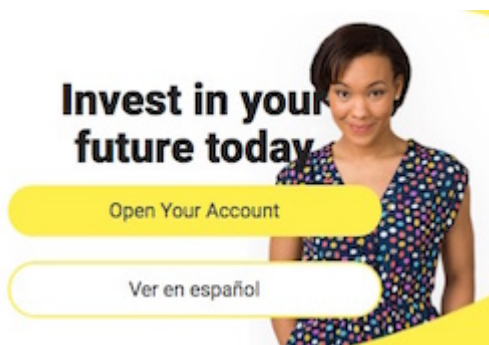 Invest in your
future today
Open Your Account
Ver en español